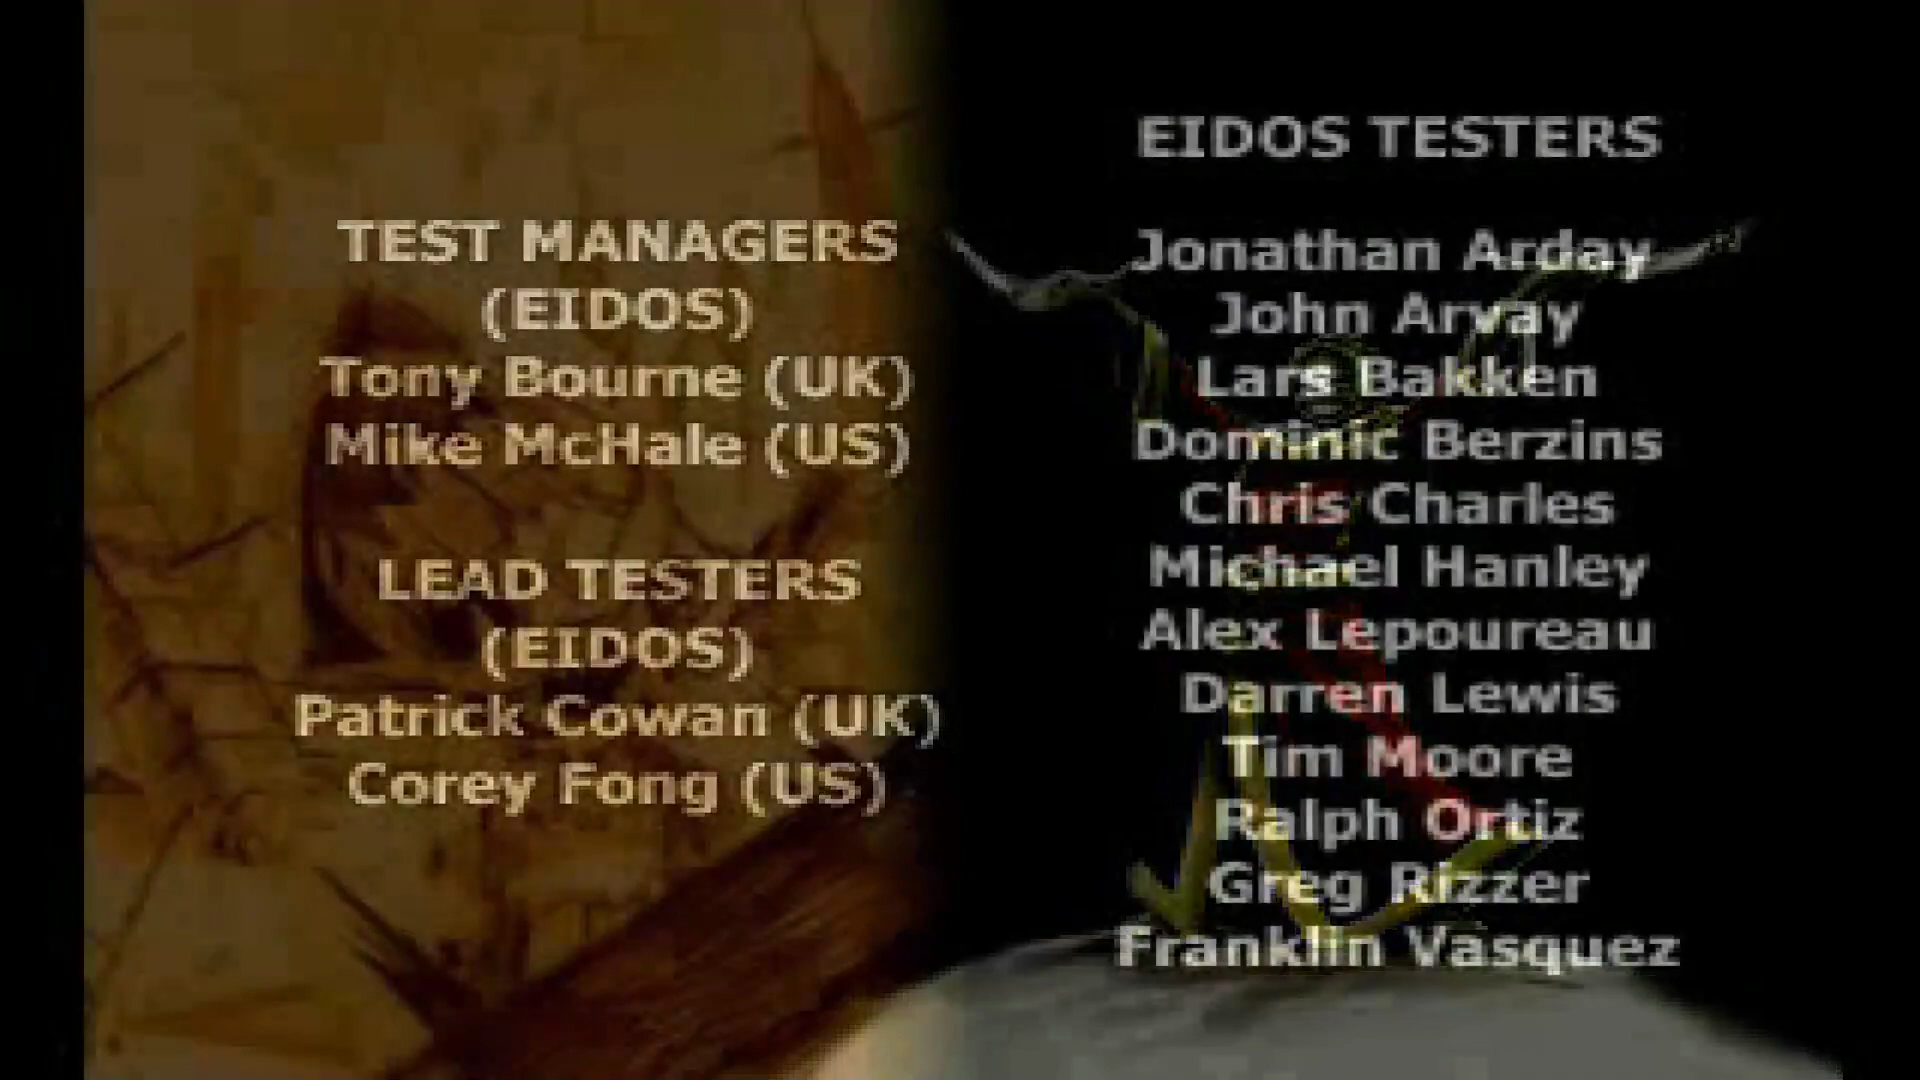 TEST MANAGERS
(EIDOS)
Tony Bourne (UK)
Mike McHale (US)
LEAD TESTERS
(EIDOS)
Patrick Cowan (UK)
Corey Fong (US)
EIDOS TESTERS
Jonathan Arday
John Arvay
Lars Bakken
Dominic Berzins
Chris Charles
Michael Hanley
Alex Lepoureau
Darren Lewis
Tim Moore
Ralph Ortiz
Greg Rizzer
Franklin Vasquez